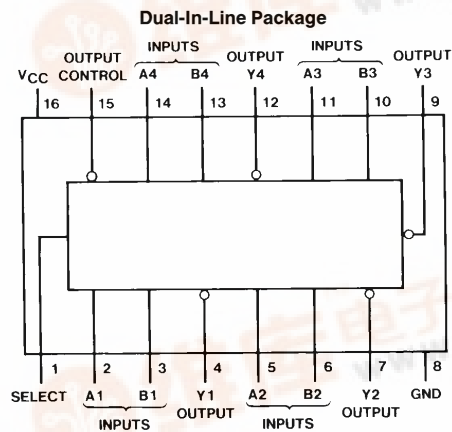 Dual-In-Line Package
INPUTS INPUTS
OUTPUT OUTPUT OUTPUT
VCC CONTROL A4 B4 Y4 A3 B3 Y3
16 15 14 13 12 11 10 9
1 2 3 4 5 6 7 8
SELECT A1 B1 Y1 A2 B2 Y2 GND
OUTPUT OUTPUT
INPUTS INPUTS